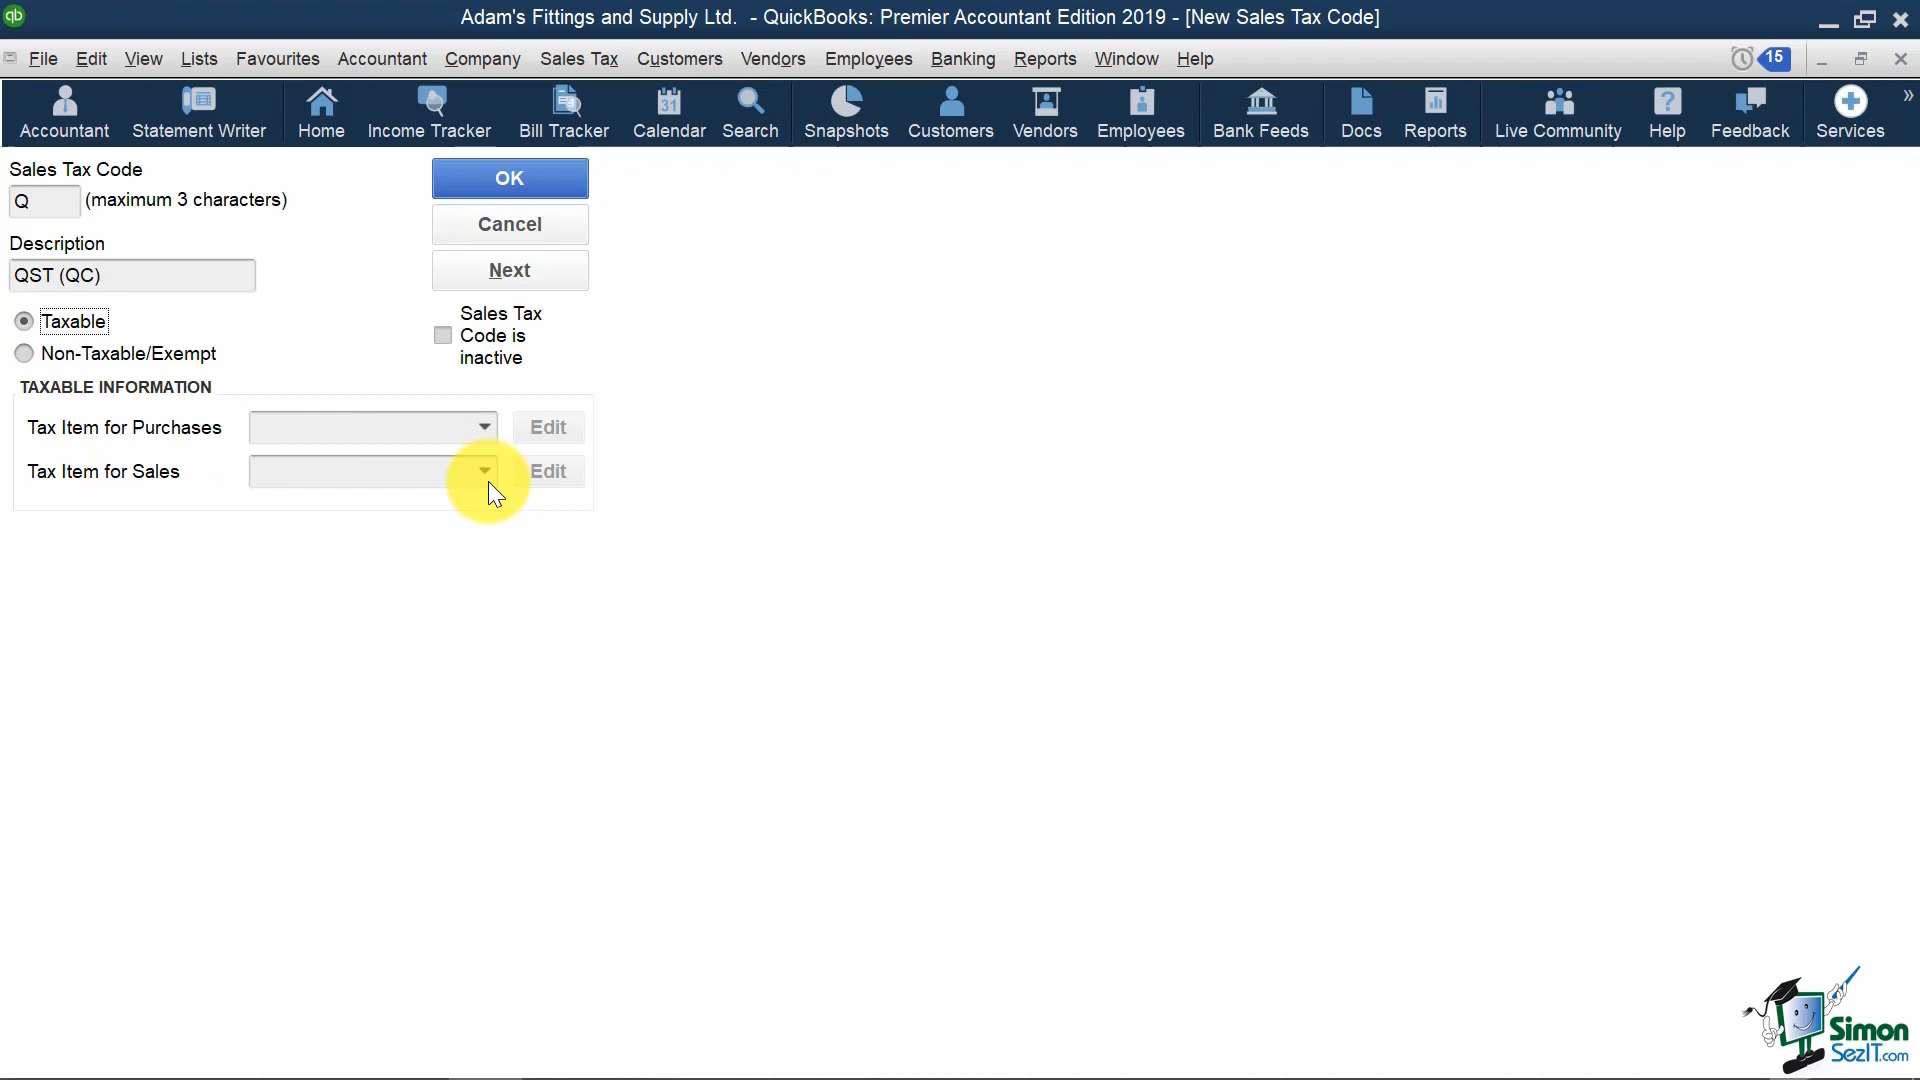 qb
Adam's Fittings and Supply Ltd. - QuickBooks: Premier Accountant Edition 2019 - [New Sales Tax Code]
File Edit View Lists Favourites Accountant Company Sales Tax Customers Vendors Employees Banking Reports Window Help 15
31
Accountant Statement Writer Home Income Tracker Bill Tracker Calendar Search Snapshots Customers Vendors Employees Bank Feeds Docs Reports Live Community Help Feedback Services
Sales Tax Code
Q (maximum 3 characters)
Description
QST (QC)
Taxable
Non-Taxable/Exempt
OK
Cancel
Next
Sales Tax
Code is
inactive
TAXABLE INFORMATION
Tax Item for Purchases Edit
Tax Item for Sales Edit
Simon
SezIT.com